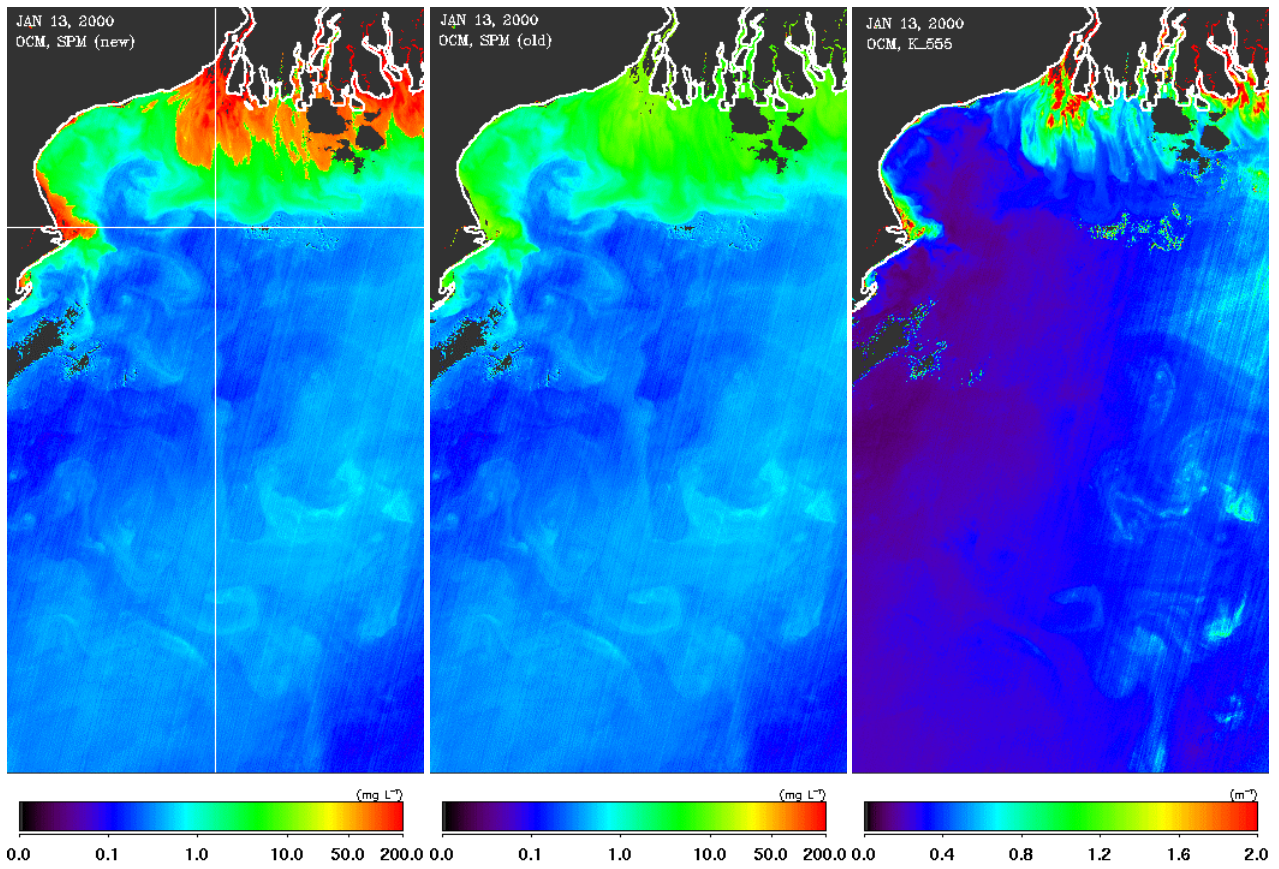 JAN 13, 2000
OCM, SPM (new)
JAN 13, 2000
OCM, SPM (old)
JAN 13, 2000
OCM, K_555
(mg L⁻¹)
0.0 0.1 1.0 10.0 50.0 200.0
(mg L⁻¹)
0.0 0.1 1.0 10.0 50.0 200.0
(m⁻¹)
0.0 0.4 0.8 1.2 1.6 2.0